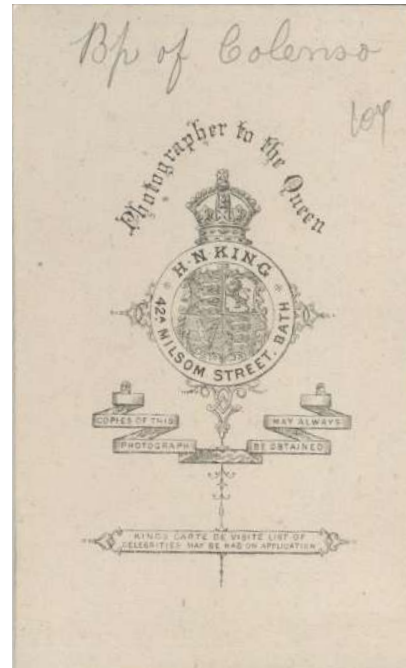 Bp of Colenso
107
Photographer to the Queen
H. N KING
42A MILSOM STREET. BATH
COPIES OF THIS
PHOTOGRAPH
MAY ALWAYS
BE OBTAINED
KING'S CARTE DE VISITE LIST OF
CELEBRITIES MAY BE HAD ON APPLICATION